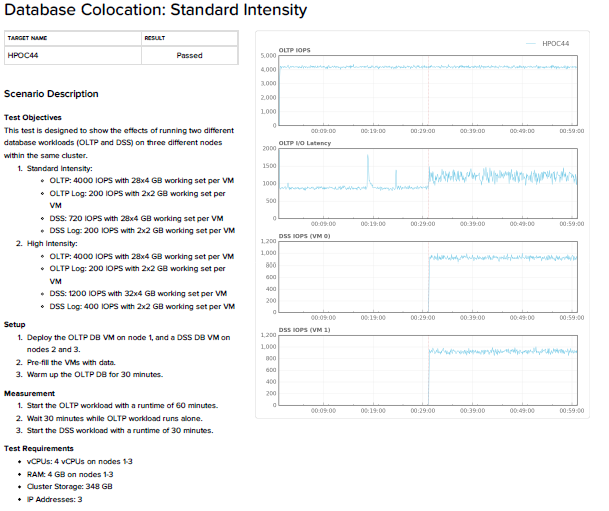 Database Colocation: Standard Intensity
TARGET NAME RESULT
HPOC44 Passed
Scenario Description
Test Objectives
This test is designed to show the effects of running two different
database workloads (OLTP and DSS) on three different nodes
within the same cluster.
1. Standard Intensity:
OLTP: 4000 IOPS with 28x4 GB working set per VM
OLTP Log: 200 IOPS with 2x2 GB working set per
VM
DSS: 720 IOPS with 28x4 GB working set per VM
DSS Log: 200 IOPS with 2x2 GB working set per VM
2. High Intensity:
OLTP: 4000 IOPS with 28x4 GB working set per VM
OLTP Log: 200 IOPS with 2x2 GB working set per
VM
DSS: 1200 IOPS with 32x4 GB working set per VM
DSS Log: 400 IOPS with 2x2 GB working set per VM
Setup
1. Deploy the OLTP DB VM on node 1, and a DSS DB VM on
nodes 2 and 3.
2. Pre-fill the VMs with data.
3. Warm up the OLTP DB for 30 minutes.
Measurement
1. Start the OLTP workload with a runtime of 60 minutes.
2. Wait 30 minutes while OLTP workload runs alone.
3. Start the DSS workload with a runtime of 30 minutes.
Test Requirements
vCPUs: 4 vCPUs on nodes 1-3
RAM: 4 GB on nodes 1-3
Cluster Storage: 348 GB
IP Addresses: 3
HPOC44
OLTP IOPS
5,000
4,000
3,000
2,000
1,000
0
00:09:00 00:19:00 00:29:00 00:39:00 00:49:00 00:59:00
OLTP I/O Latency
2000
1500
1000
500
0
00:09:00 00:19:00 00:29:00 00:39:00 00:49:00 00:59:00
DSS IOPS (VM 0)
1,200
1,000
800
600
400
200
0
00:09:00 00:19:00 00:29:00 00:39:00 00:49:00 00:59:00
DSS IOPS (VM 1)
1,200
1,000
800
600
400
200
0
00:09:00 00:19:00 00:29:00 00:39:00 00:49:00 00:59:00